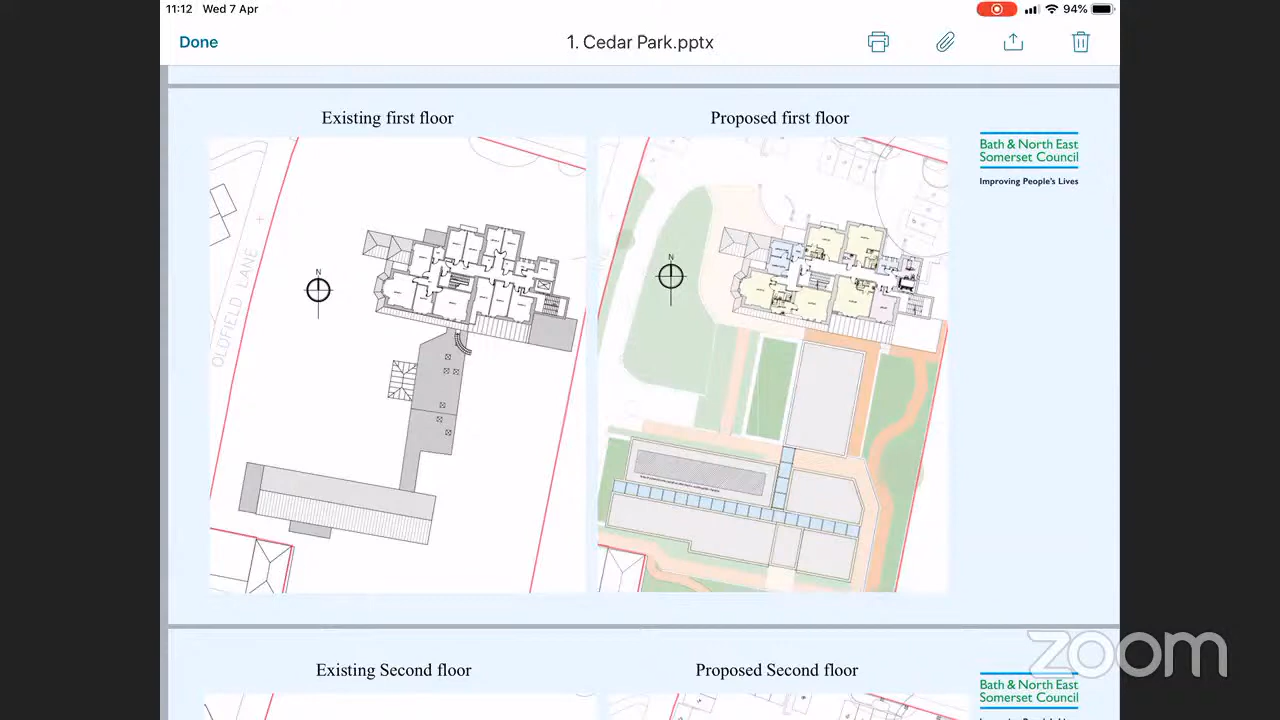 11:12 Wed 7 Apr
94%
Done
1. Cedar Park.pptx
Existing first floor
Proposed first floor
Bath & North East
Somerset Council
Improving People's Lives
N
N
OLDFIELD LANE
zoom
Existing Second floor
Proposed Second floor
Bath & North East
Somerset Council